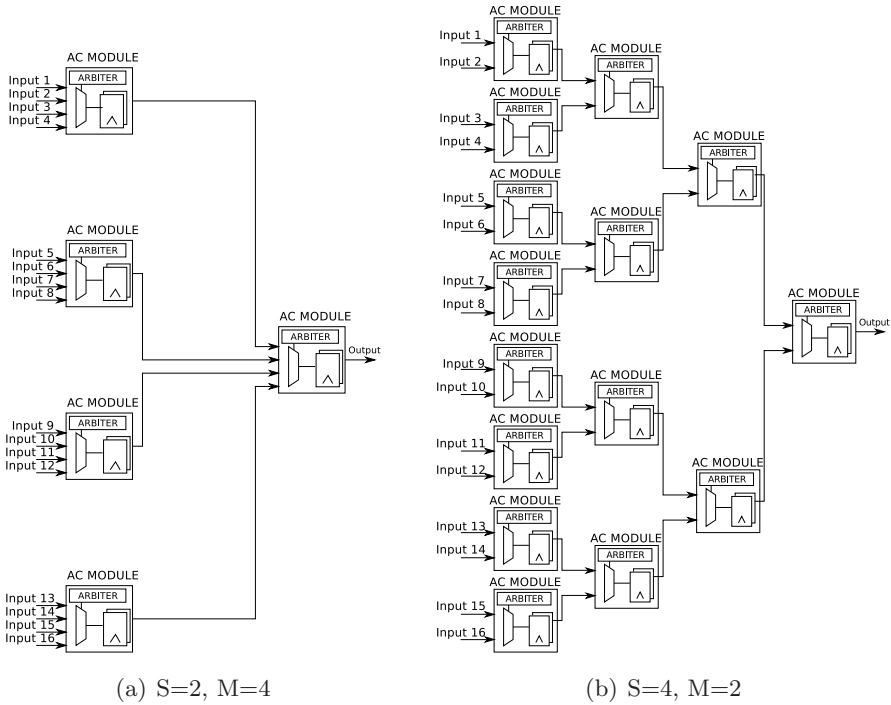 AC MODULE
ARBITER
Input 1
Input 2
Input 3
Input 4
AC MODULE
ARBITER
Input 5
Input 6
Input 7
Input 8
AC MODULE
ARBITER
Output
AC MODULE
ARBITER
Input 9
Input 10
Input 11
Input 12
AC MODULE
ARBITER
Input 13
Input 14
Input 15
Input 16
(a) S=2, M=4
AC MODULE
ARBITER
Input 1
Input 2
AC MODULE
ARBITER
Input 3
Input 4
AC MODULE
ARBITER
Input 5
Input 6
AC MODULE
ARBITER
Input 7
Input 8
AC MODULE
ARBITER
Input 9
Input 10
AC MODULE
ARBITER
Input 11
Input 12
AC MODULE
ARBITER
Input 13
Input 14
AC MODULE
ARBITER
Input 15
Input 16
AC MODULE
ARBITER
AC MODULE
ARBITER
AC MODULE
ARBITER
AC MODULE
ARBITER
AC MODULE
ARBITER
AC MODULE
ARBITER
AC MODULE
ARBITER
Output
(b) S=4, M=2